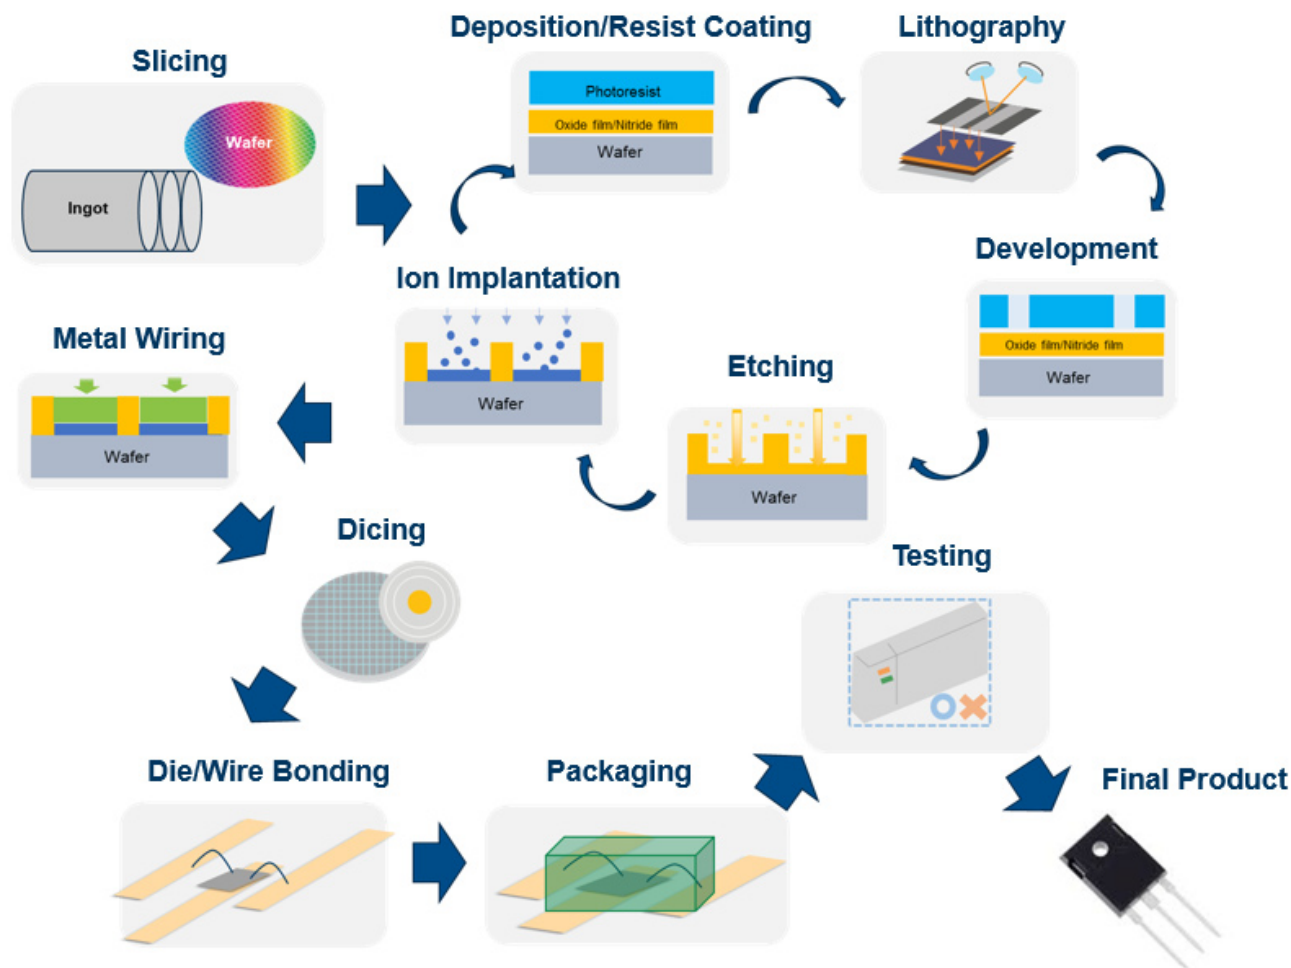 Slicing
Wafer
Ingot
Deposition/Resist Coating
Photoresist
Oxide film/Nitride film
Wafer
Lithography
Development
Oxide film/Nitride film
Wafer
Etching
Wafer
Ion Implantation
Wafer
Metal Wiring
Wafer
Dicing
Die/Wire Bonding
Packaging
Testing
Final Product